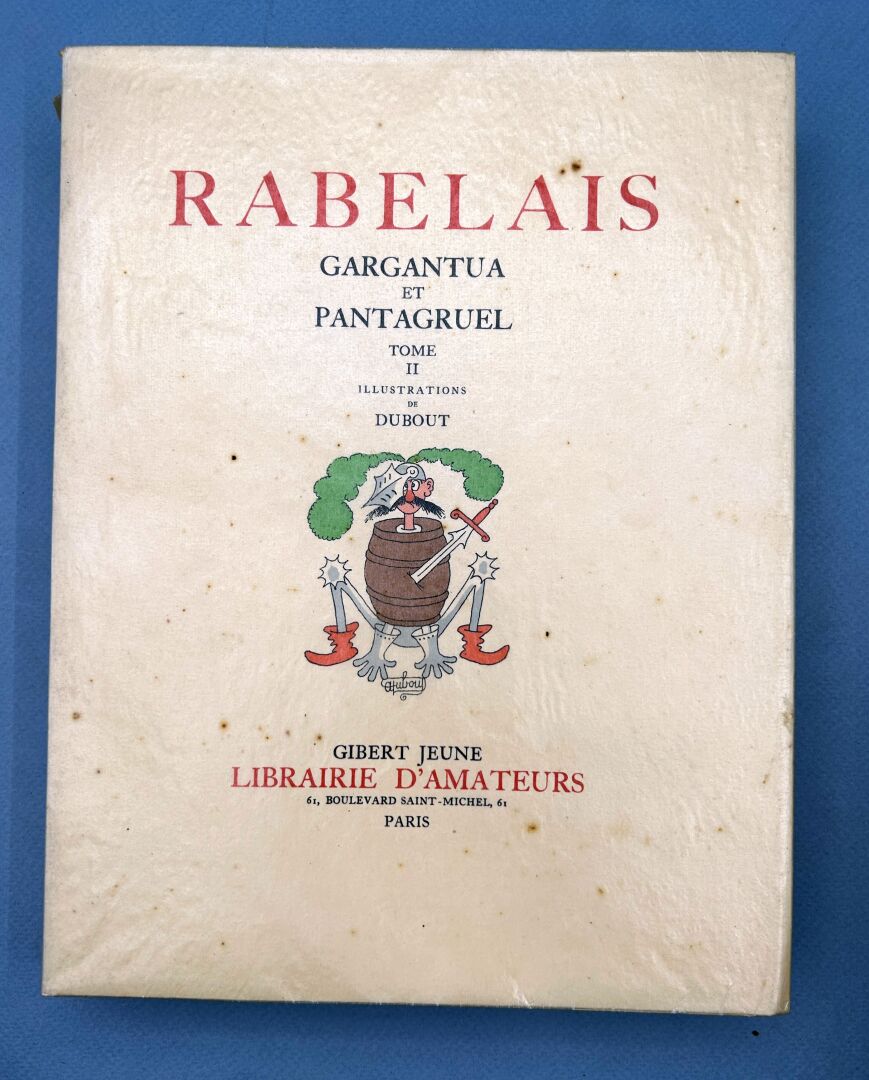 RABELAIS
GARGANTUA
ET
PANTAGRUEL
TOME
II
ILLUSTRATIONS
DE
DUBOUT
Dubout
GIBERT JEUNE
LIBRAIRIE D'AMATEURS
61, BOULEVARD SAINT-MICHEL, 61
PARIS